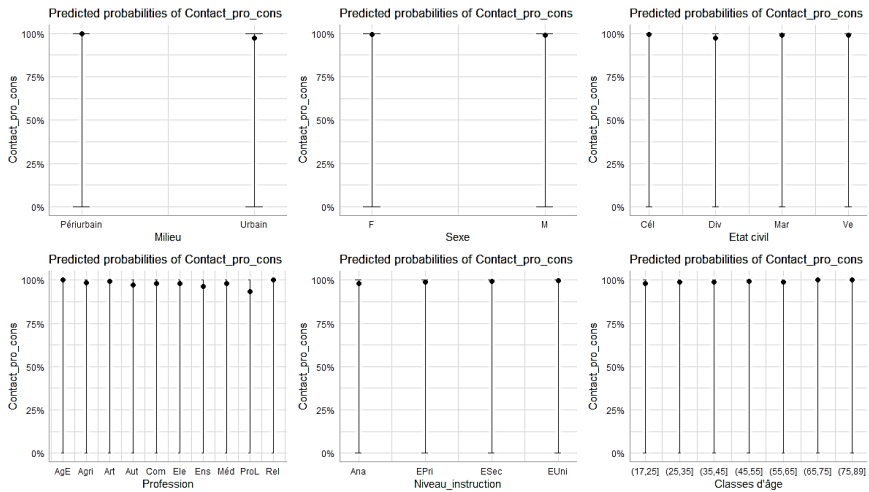 Predicted probabilities of Contact_pro_cons
Contact_pro_cons
100%
75%
50%
25%
0%
Périurbain Urbain
Milieu
Predicted probabilities of Contact_pro_cons
Contact_pro_cons
100%
75%
50%
25%
0%
F M
Sexe
Predicted probabilities of Contact_pro_cons
Contact_pro_cons
100%
75%
50%
25%
0%
Cél Div Mar Ve
Etat civil
Predicted probabilities of Contact_pro_cons
Contact_pro_cons
100%
75%
50%
25%
0%
AgE Agri Art Aut Com Ele Ens Méd ProL Rel
Profession
Predicted probabilities of Contact_pro_cons
Contact_pro_cons
100%
75%
50%
25%
0%
Ana EPri ESec EUni
Niveau_instruction
Predicted probabilities of Contact_pro_cons
Contact_pro_cons
100%
75%
50%
25%
0%
(17,25] (25,35] (35,45] (45,55] (55,65] (65,75] (75,89]
Classes d'âge